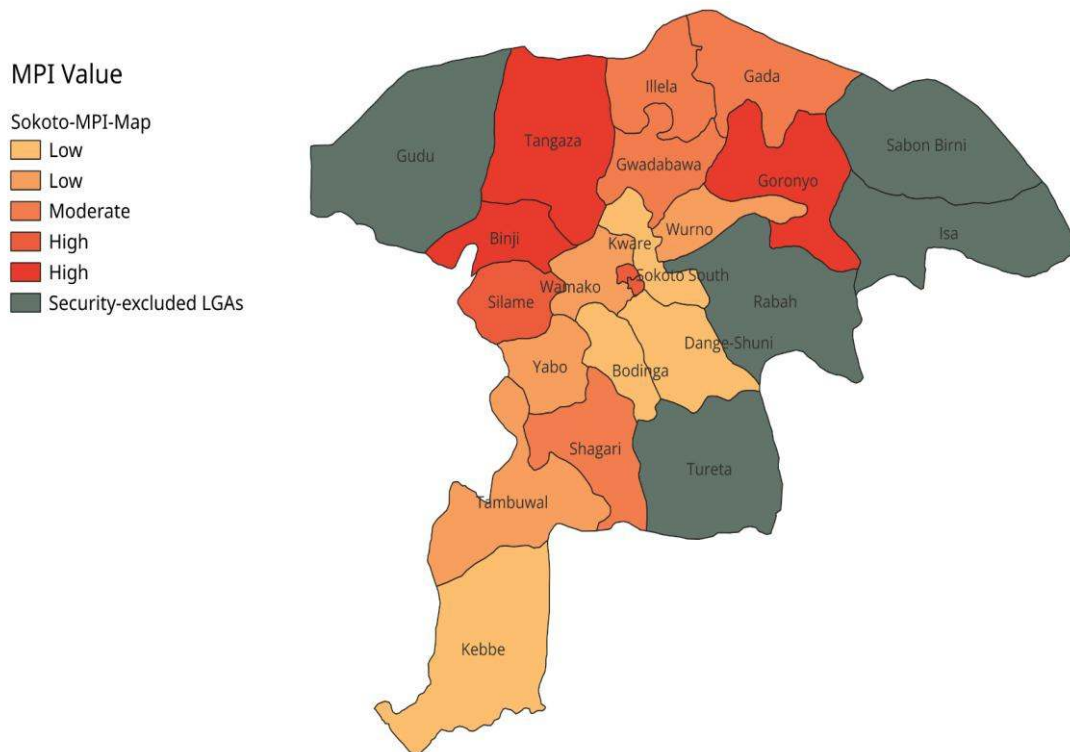 MPI Value
Sokoto-MPI-Map
Low
Low
Moderate
High
High
Security-excluded LGAs
Gudu
Tangaza
Illela
Gada
Sabon Birni
Gwadabawa
Goronyo
Binji
Kware
Wurno
Isa
Silame
Wamako
Sokoto South
Rabah
Yabo
Bodinga
Dange-Shuni
Shagari
Tureta
Tambuwal
Kebbe